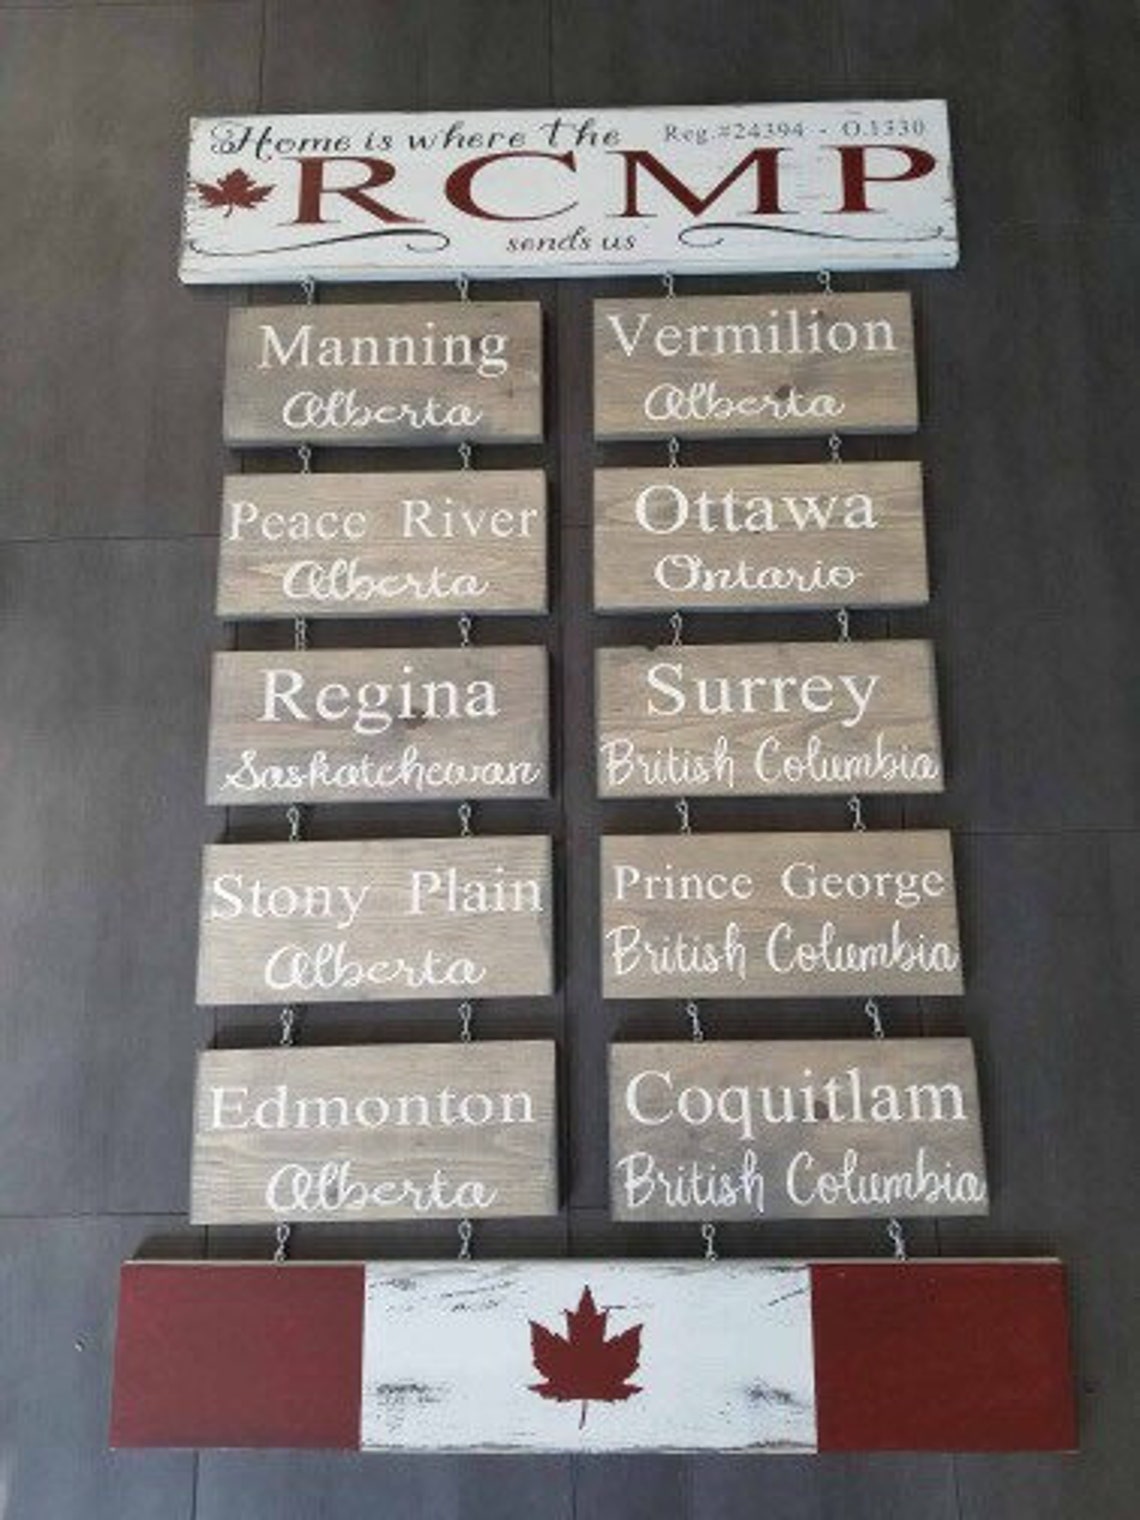 Home is where the
Reg.#24394 - O.1330
RCMP
sends us
Manning
Alberta
Peace River
Alberta
Regina
Saskatchewan
Stony Plain
Alberta
Edmonton
Alberta
Vermilion
Alberta
Ottawa
Ontario
Surrey
British Columbia
Prince George
British Columbia
Coquitlam
British Columbia